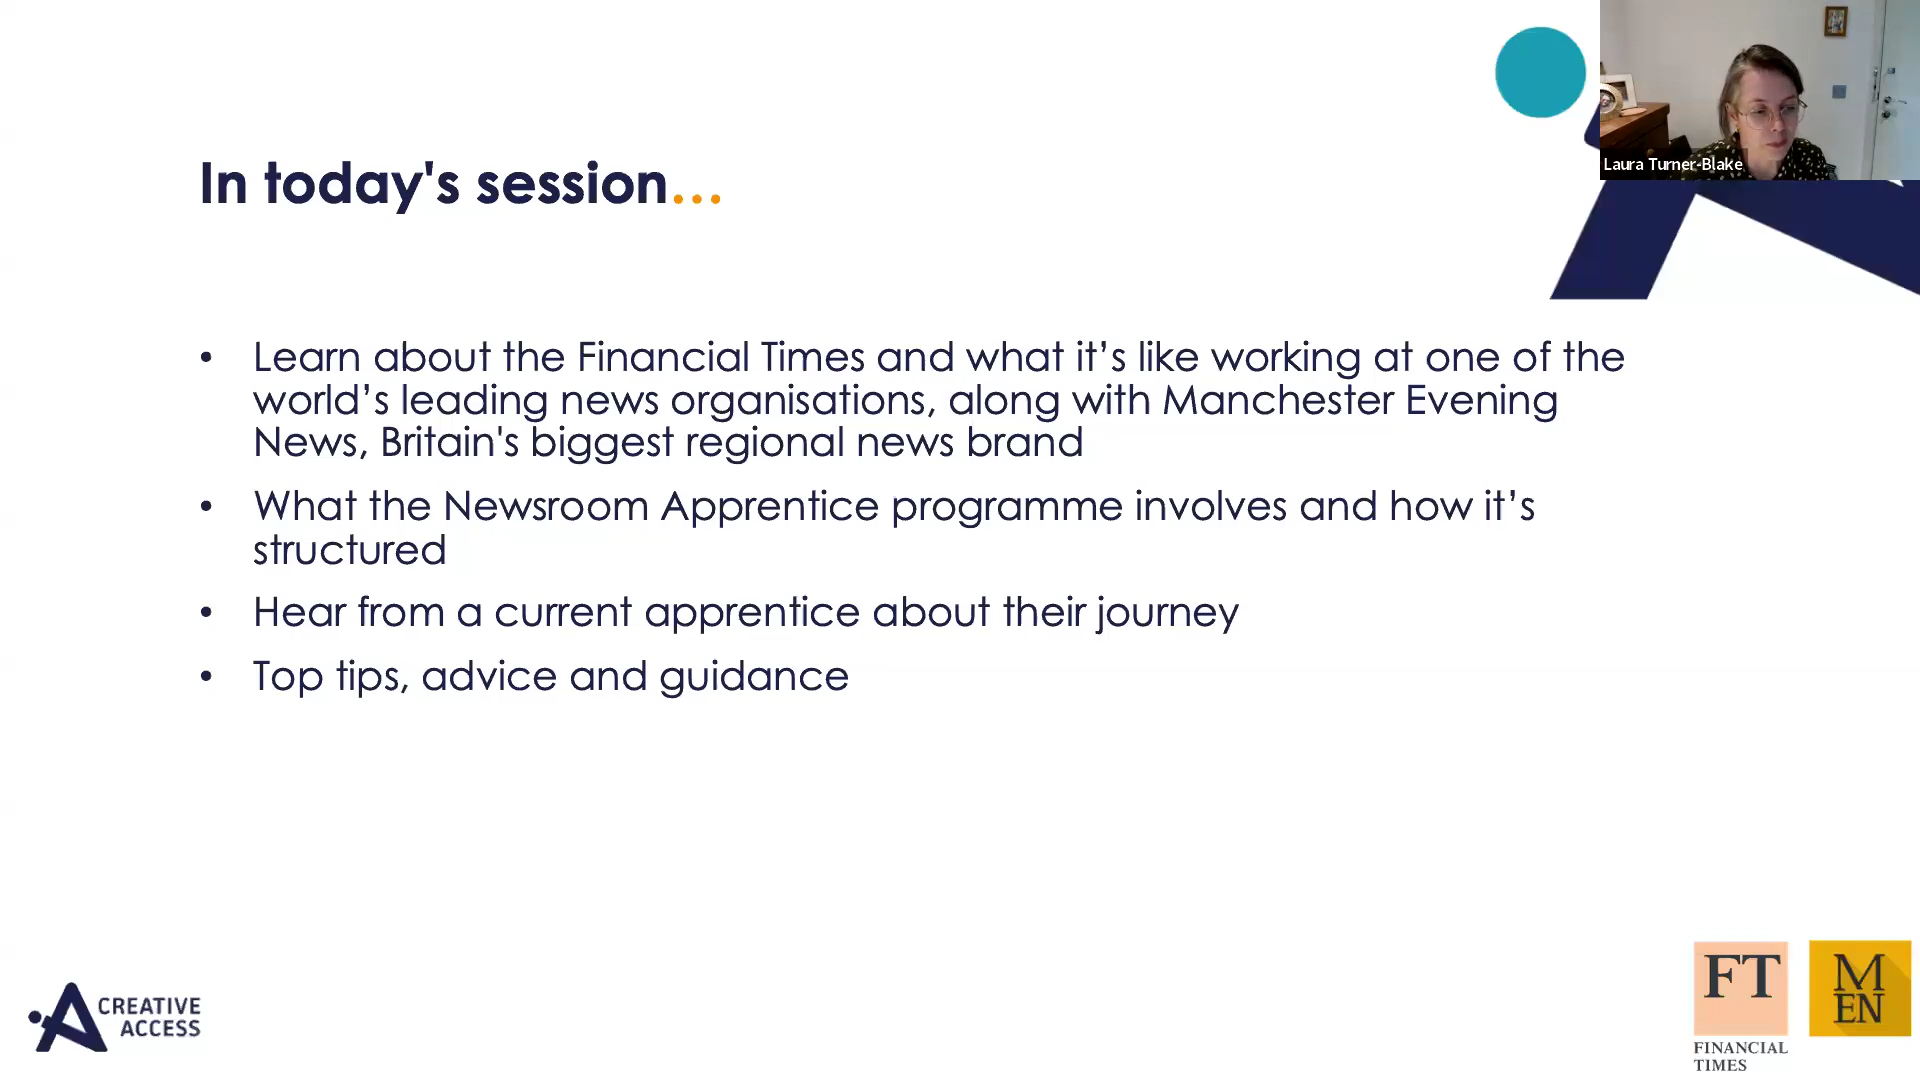 Laura Turner-Blake
In today's session...
• Learn about the Financial Times and what it’s like working at one of the
world’s leading news organisations, along with Manchester Evening
News, Britain's biggest regional news brand
• What the Newsroom Apprentice programme involves and how it’s
structured
• Hear from a current apprentice about their journey
• Top tips, advice and guidance
CREATIVE
ACCESS
FT
FINANCIAL
TIMES
M
EN